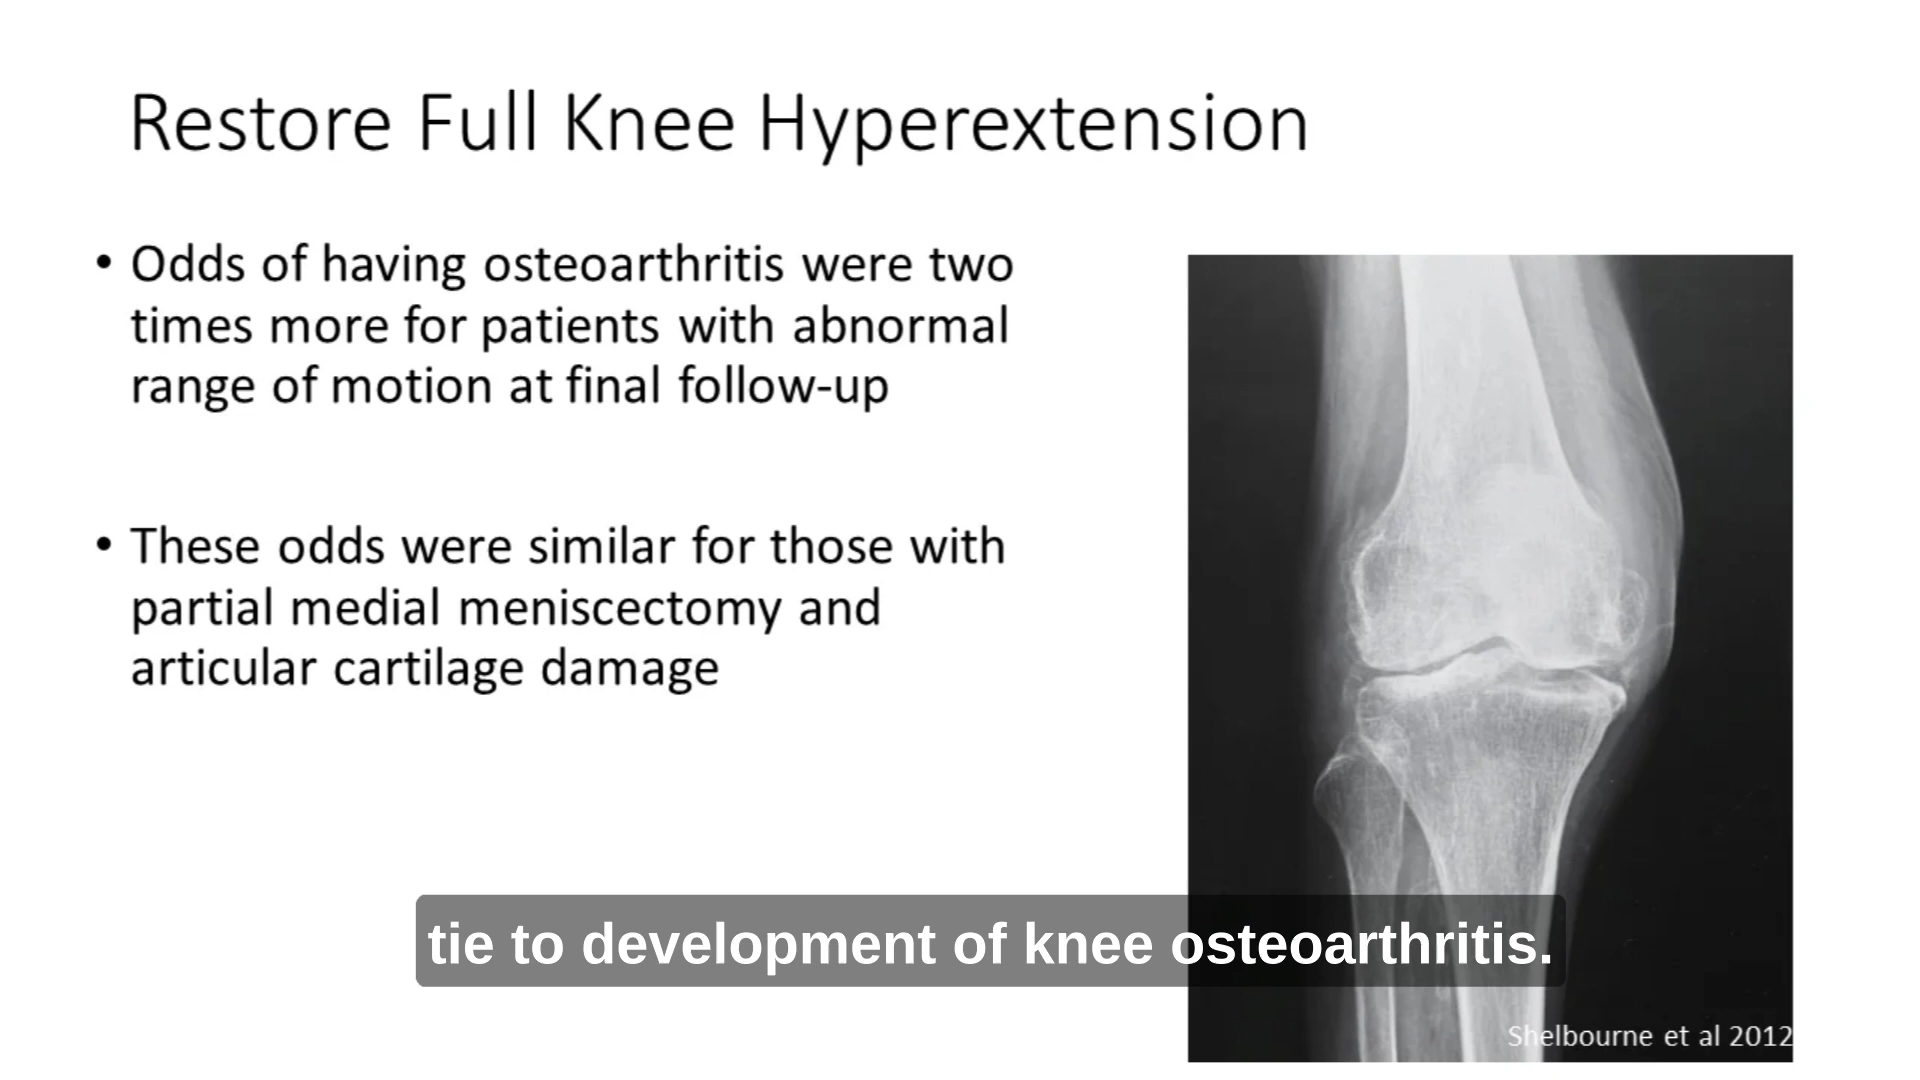 Restore Full Knee Hyperextension
• Odds of having osteoarthritis were two
times more for patients with abnormal
range of motion at final follow-up
• These odds were similar for those with
partial medial meniscectomy and
articular cartilage damage
tie to development of knee osteoarthritis.
Shelbourne et al 2012